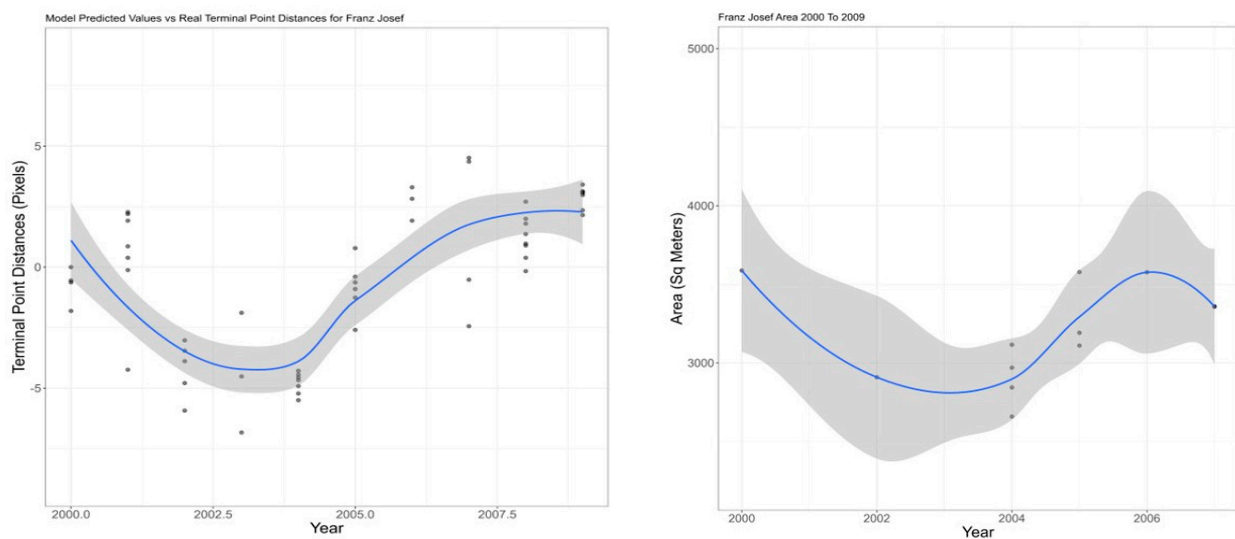 Model Predicted Values vs Real Terminal Point Distances for Franz Josef
Terminal Point Distances (Pixels)
5
0
-5
2000.0
2002.5
2005.0
2007.5
Year
Franz Josef Area 2000 To 2009
Area (Sq Meters)
5000
4000
3000
2000
2002
2004
2006
Year